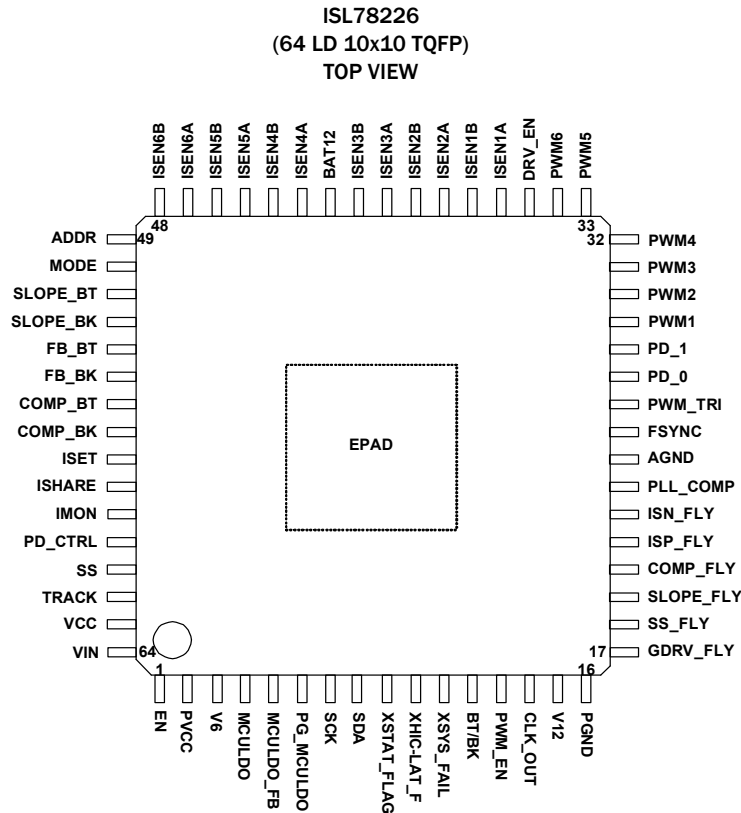 ISL78226
(64 LD 10x10 TQFP)
TOP VIEW
ISEN6B
ISEN6A
ISEN5B
ISEN5A
ISEN4B
ISEN4A
BAT12
ISEN3B
ISEN3A
ISEN2B
ISEN2A
ISEN1B
ISEN1A
DRV_EN
PWM6
PWM5
48
33
49
32
ADDR
MODE
SLOPE_BT
SLOPE_BK
FB_BT
FB_BK
COMP_BT
COMP_BK
ISET
ISHARE
IMON
PD_CTRL
SS
TRACK
VCC
VIN
EPAD
PWM4
PWM3
PWM2
PWM1
PD_1
PD_0
PWM_TRI
FSYNC
AGND
PLL_COMP
ISN_FLY
ISP_FLY
COMP_FLY
SLOPE_FLY
SS_FLY
GDRV_FLY
64
17
1
16
EN
PVCC
V6
MCULDO
MCULDO_FB
PG_MCULDO
SCK
SDA
XSTAT_FLAG
XHIC-LAT_F
XSYS_FAIL
BT/BK
PWM_EN
CLK_OUT
V12
PGND